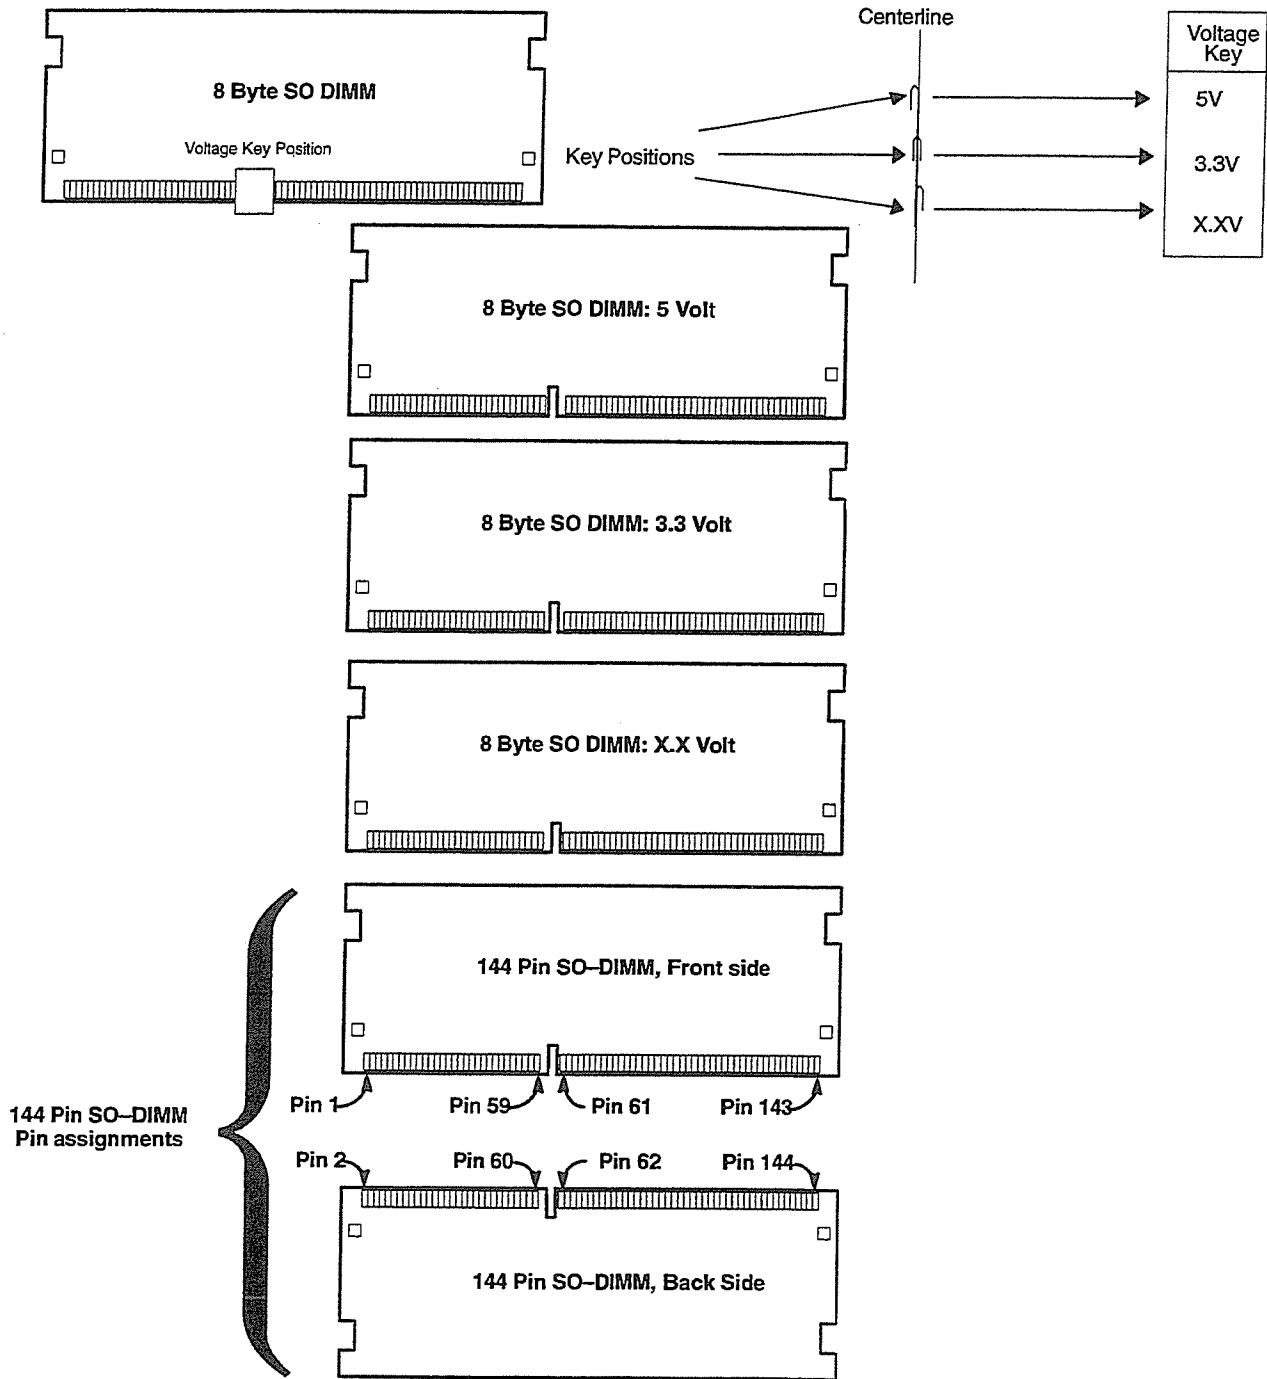 Centerline
Voltage
Key
8 Byte SO DIMM
5V
Voltage Key Position
Key Positions
3.3V
X.XV
8 Byte SO DIMM: 5 Volt
8 Byte SO DIMM: 3.3 Volt
8 Byte SO DIMM: X.X Volt
144 Pin SO–DIMM, Front side
Pin 1
Pin 59
Pin 61
Pin 143
144 Pin SO–DIMM
Pin assignments
Pin 2
Pin 60
Pin 62
Pin 144
144 Pin SO–DIMM, Back Side